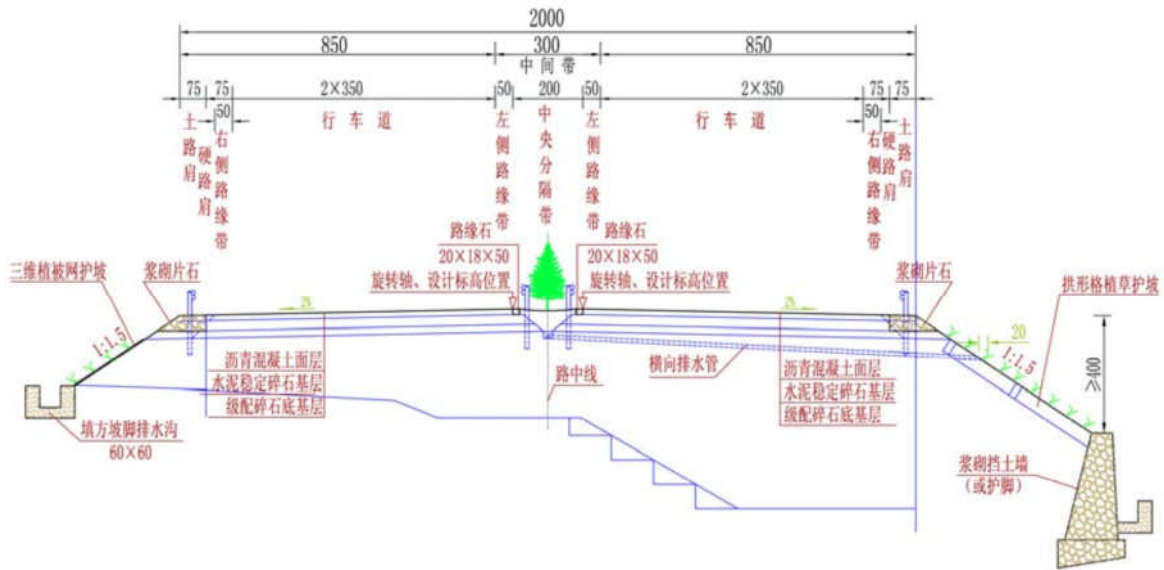 2000
850
300
850
中间带
75
75
2×350
50
200
50
2×350
75
75
50
50
土路肩
硬路肩
右侧路缘带
行车道
左侧路缘带
中央分隔带
左侧路缘带
行车道
右侧路缘带
硬路肩
土路肩
路缘石
20×18×50
旋转轴、设计标高位置
路缘石
20×18×50
旋转轴、设计标高位置
三维植被网护坡
浆砌片石
浆砌片石
拱形格植草护坡
2%
2%
1:1.5
20
1:1.5
≥400
沥青混凝土面层
水泥稳定碎石基层
级配碎石底基层
路中线
横向排水管
沥青混凝土面层
水泥稳定碎石基层
级配碎石底基层
填方坡脚排水沟
60×60
浆砌挡土墙
(或护脚)